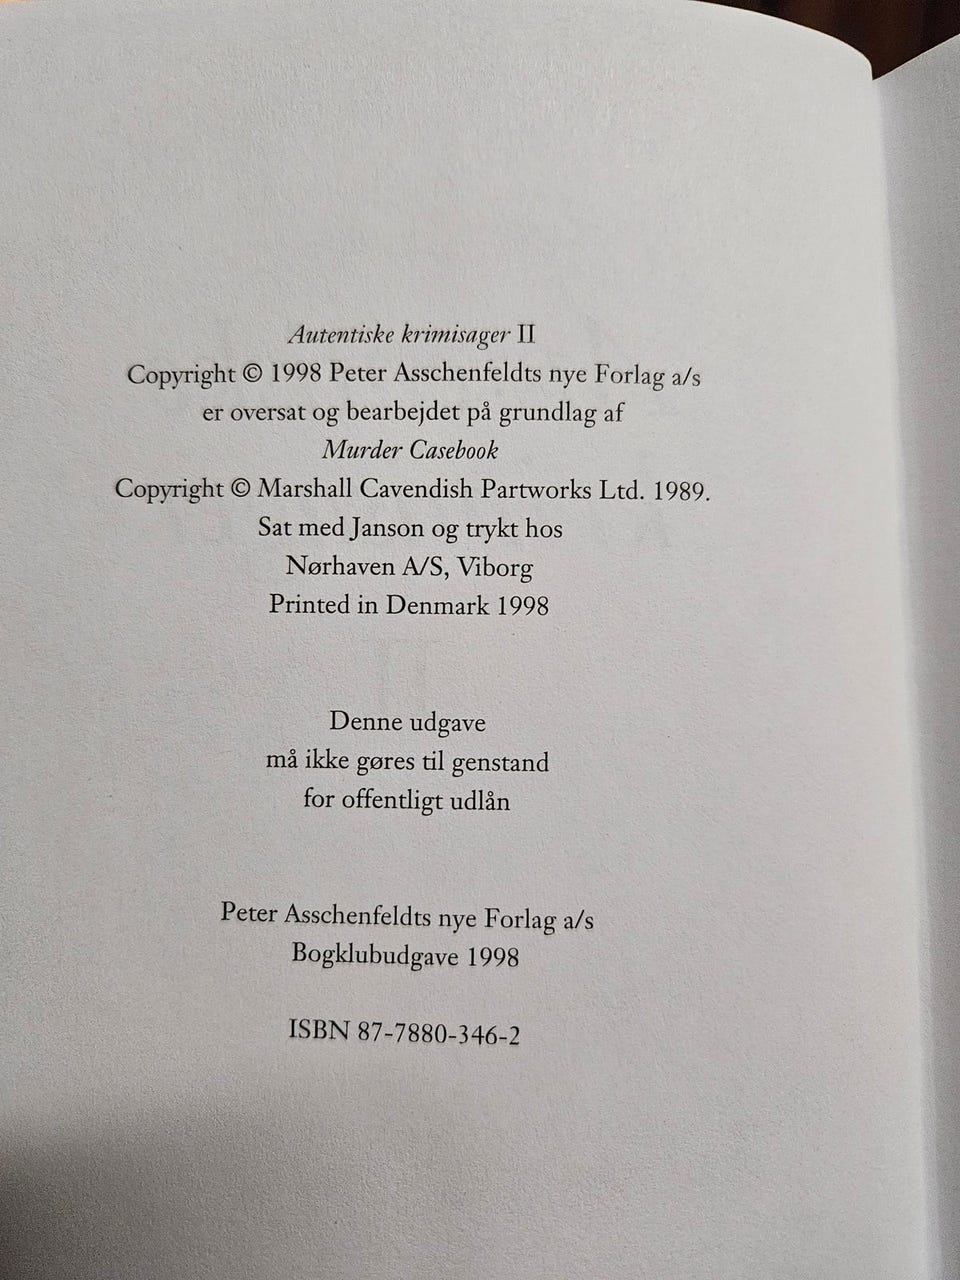 Autentiske krimisager II
Copyright © 1998 Peter Asschenfeldts nye Forlag a/s
er oversat og bearbejdet på grundlag af
Murder Casebook
Copyright © Marshall Cavendish Partworks Ltd. 1989.
Sat med Janson og trykt hos
Nørhaven A/S, Viborg
Printed in Denmark 1998
Denne udgave
må ikke gøres til genstand
for offentligt udlån
Peter Asschenfeldts nye Forlag a/s
Bogklubudgave 1998
ISBN 87-7880-346-2